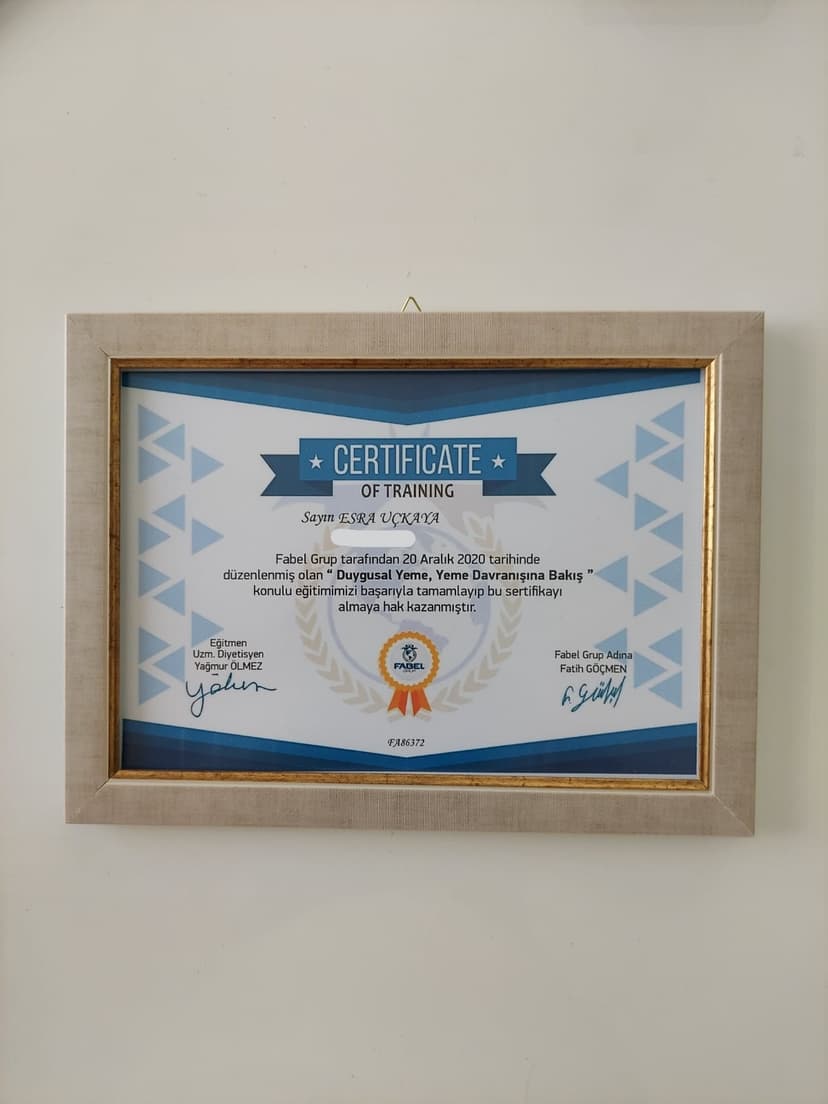 CERTIFICATE
OF TRAINING
Sayın ESRA UÇKAYA
Fabel Grup tarafından 20 Aralık 2020 tarihinde
düzenlenmiş olan “ Duygusal Yeme, Yeme Davranışına Bakış ”
konulu eğitimimizi başarıyla tamamlayıp bu sertifikayı
almaya hak kazanmıştır.
Eğitmen
Uzm. Diyetisyen
Yağmur ÖLMEZ
Fabel Grup Adına
Fatih GÖÇMEN
FABEL
FA86372